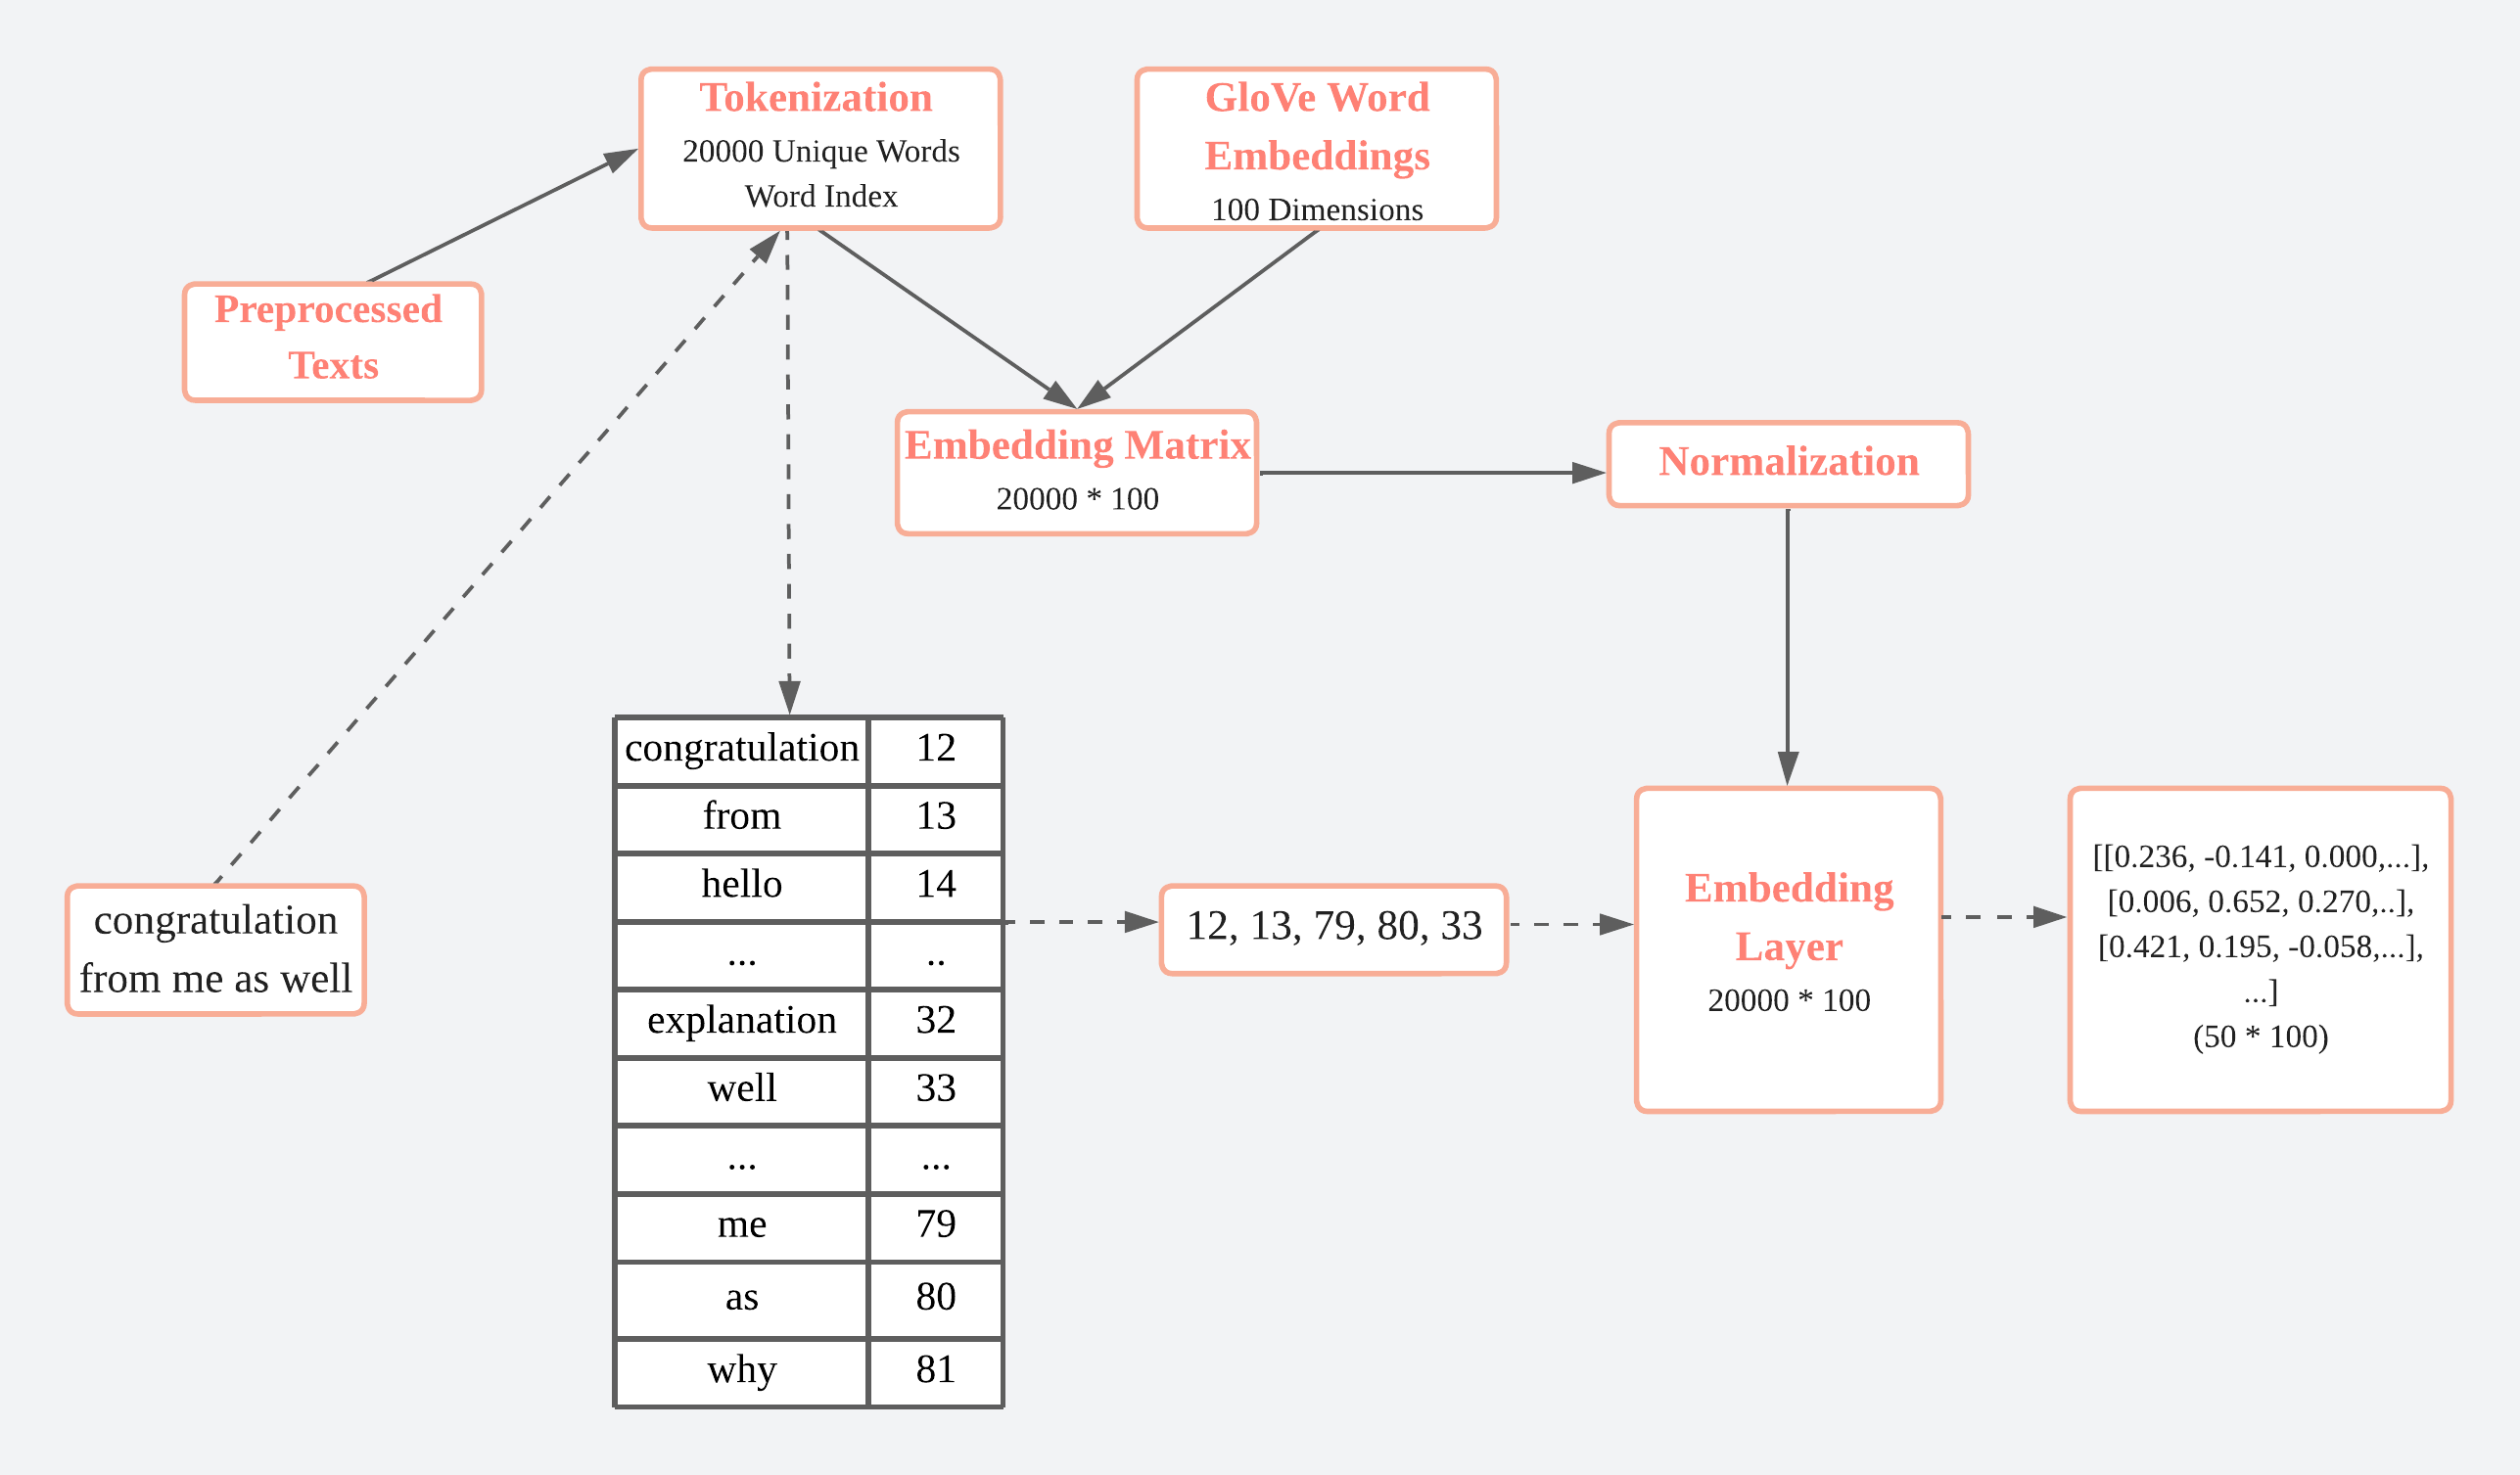 Tokenization
20000 Unique Words
Word Index
GloVe Word
Embeddings
100 Dimensions
Preprocessed
Texts
Embedding Matrix
20000 * 100
Normalization
congratulation
from me as well
congratulation 12
from 13
hello 14
... ..
explanation 32
well 33
... ...
me 79
as 80
why 81
12, 13, 79, 80, 33
Embedding
Layer
20000 * 100
[[0.236, -0.141, 0.000,...],
[0.006, 0.652, 0.270,..],
[0.421, 0.195, -0.058,...],
...]
(50 * 100)